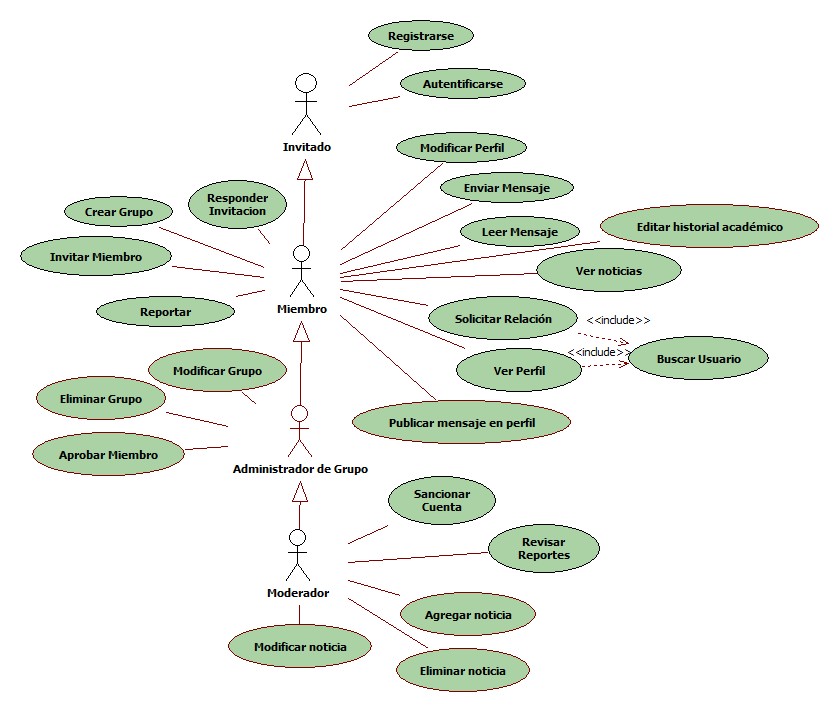 Registrarse
Autentificarse
Invitado
Modificar Perfil
Enviar Mensaje
Responder
Invitacion
Crear Grupo
Leer Mensaje
Editar historial académico
Invitar Miembro
Ver noticias
Miembro
Reportar
Solicitar Relación
<<include>>
<<include>>
Buscar Usuario
Ver Perfil
Modificar Grupo
Eliminar Grupo
Publicar mensaje en perfil
Aprobar Miembro
Administrador de Grupo
Sancionar
Cuenta
Revisar
Reportes
Moderador
Agregar noticia
Modificar noticia
Eliminar noticia